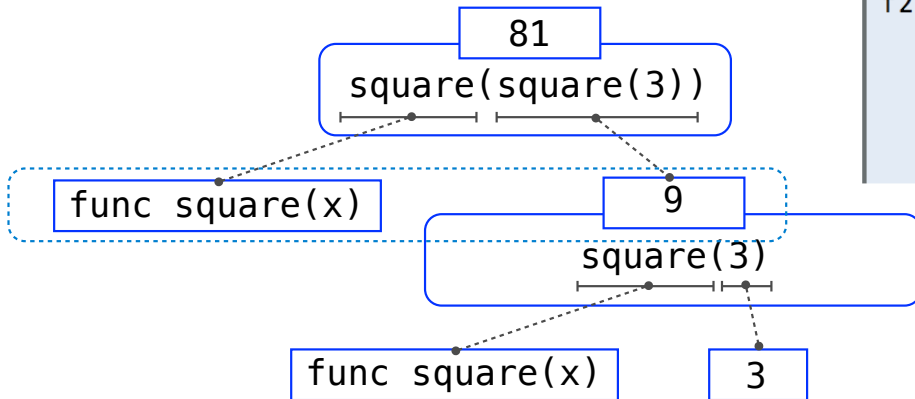 81
square(square(3))
func square(x)
9
square(3)
func square(x)
3